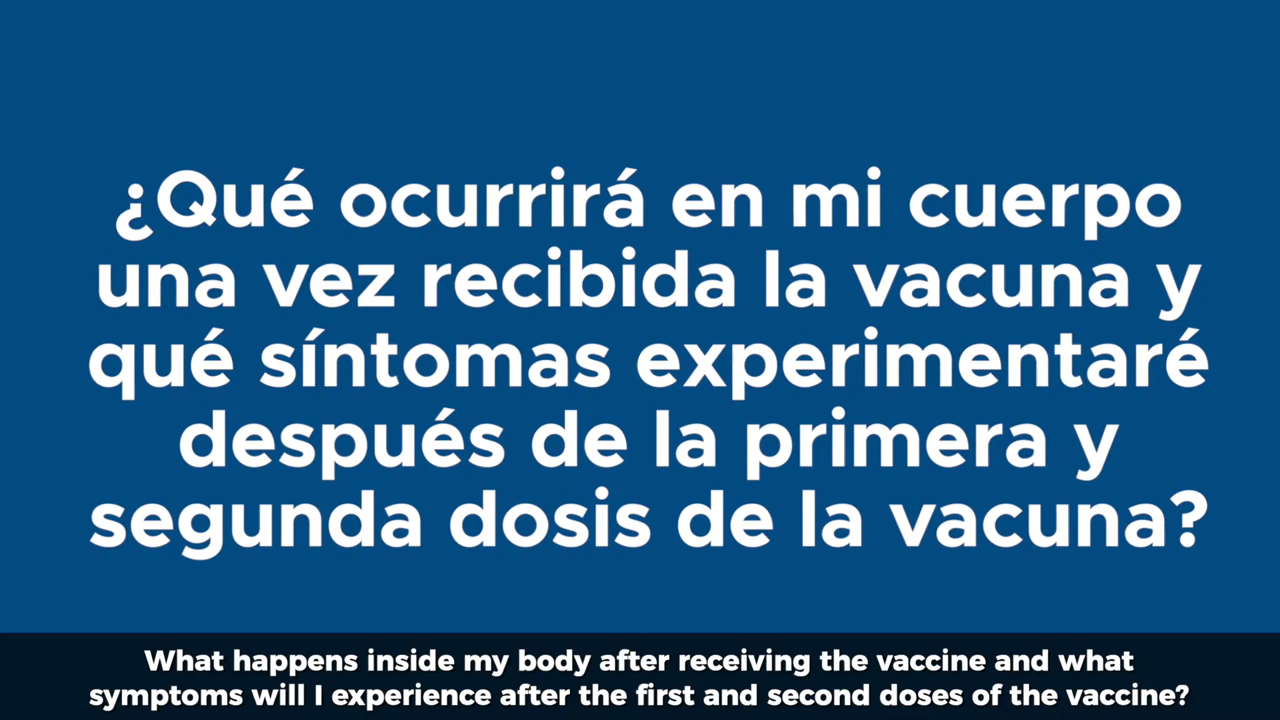 ¿Qué ocurrirá en mi cuerpo
una vez recibida la vacuna y
qué síntomas experimentaré
después de la primera y
segunda dosis de la vacuna?
What happens inside my body after receiving the vaccine and what
symptoms will I experience after the first and second doses of the vaccine?